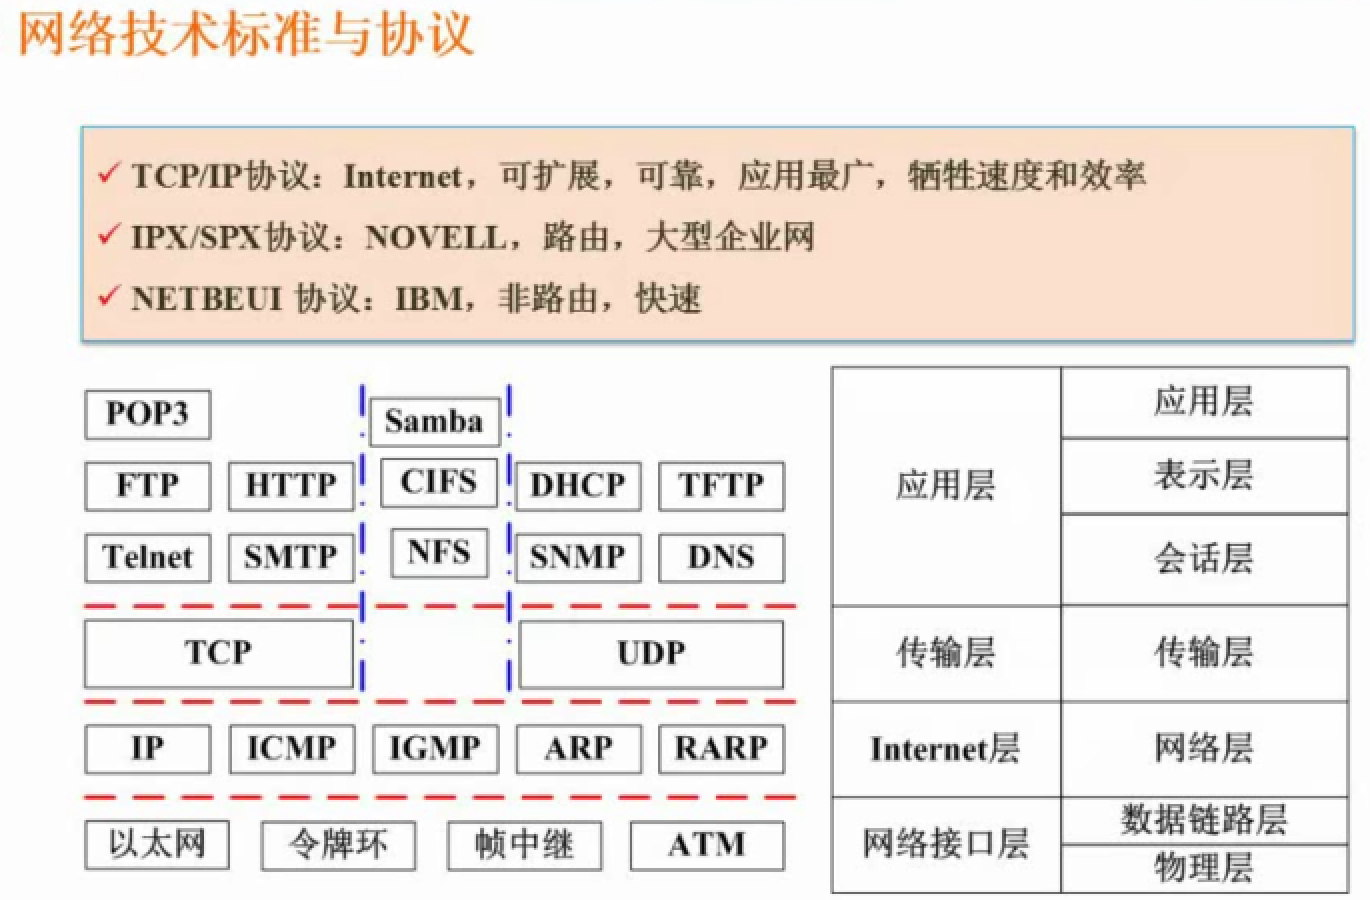 网络技术标准与协议
✓ TCP/IP协议：Internet，可扩展，可靠，应用最广，牺牲速度和效率
✓ IPX/SPX协议：NOVELL，路由，大型企业网
✓ NETBEUI 协议：IBM，非路由，快速
POP3 Samba
FTP HTTP CIFS DHCP TFTP
Telnet SMTP NFS SNMP DNS
TCP UDP
IP ICMP IGMP ARP RARP
以太网 令牌环 帧中继 ATM
应用层
应用层
表示层
会话层
传输层 传输层
Internet层 网络层
网络接口层
数据链路层
物理层